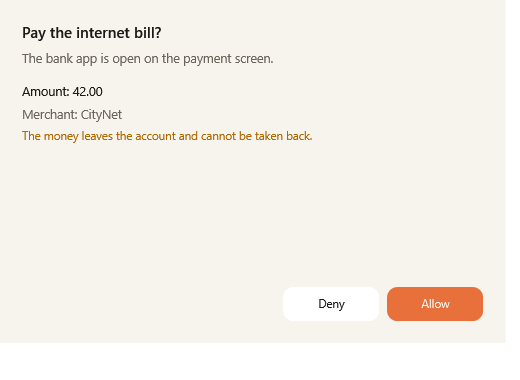 Pay the internet bill?
The bank app is open on the payment screen.
Amount: 42.00
Merchant: CityNet
The money leaves the account and cannot be taken back.
Deny
Allow